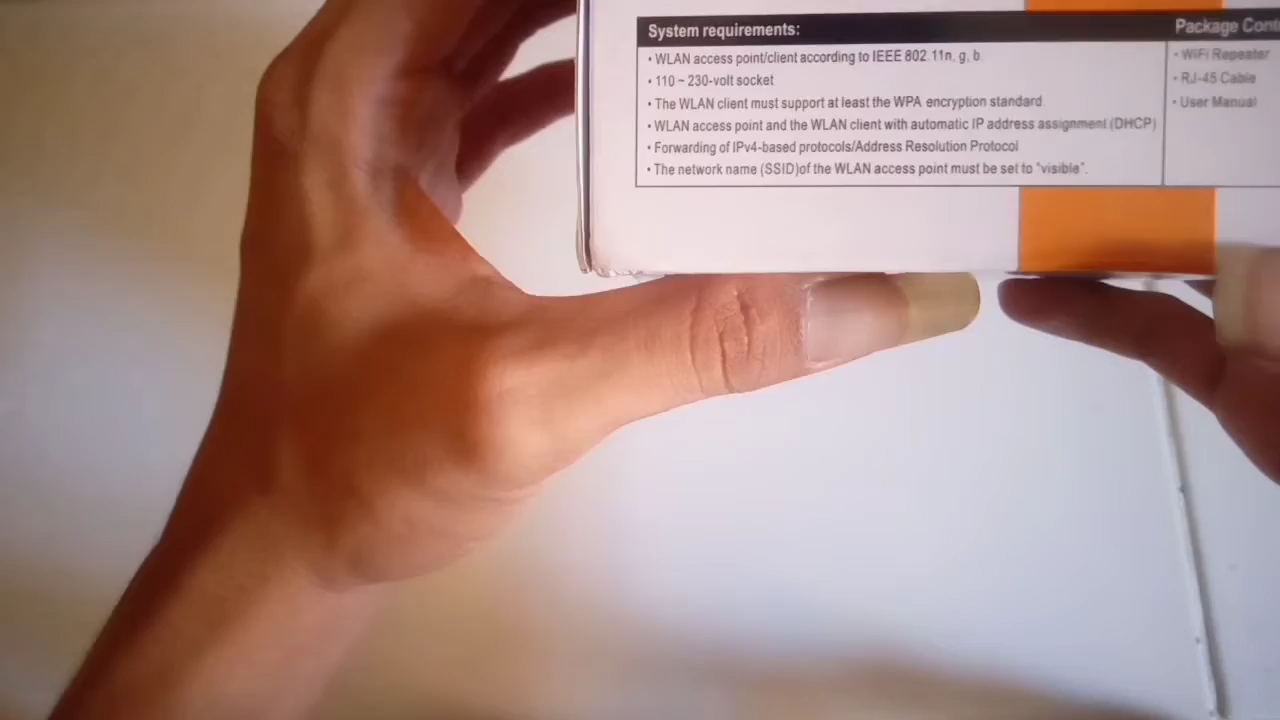 System requirements:
• WLAN access point/client according to IEEE 802.11n, g, b
• 110 ~ 230-volt socket
• The WLAN client must support at least the WPA encryption standard.
• WLAN access point and the WLAN client with automatic IP address assignment (DHCP)
• Forwarding of IPv4-based protocols/Address Resolution Protocol
• The network name (SSID)of the WLAN access point must be set to "visible".
Package Cont
• WiFi Repeater
• RJ-45 Cable
• User Manual